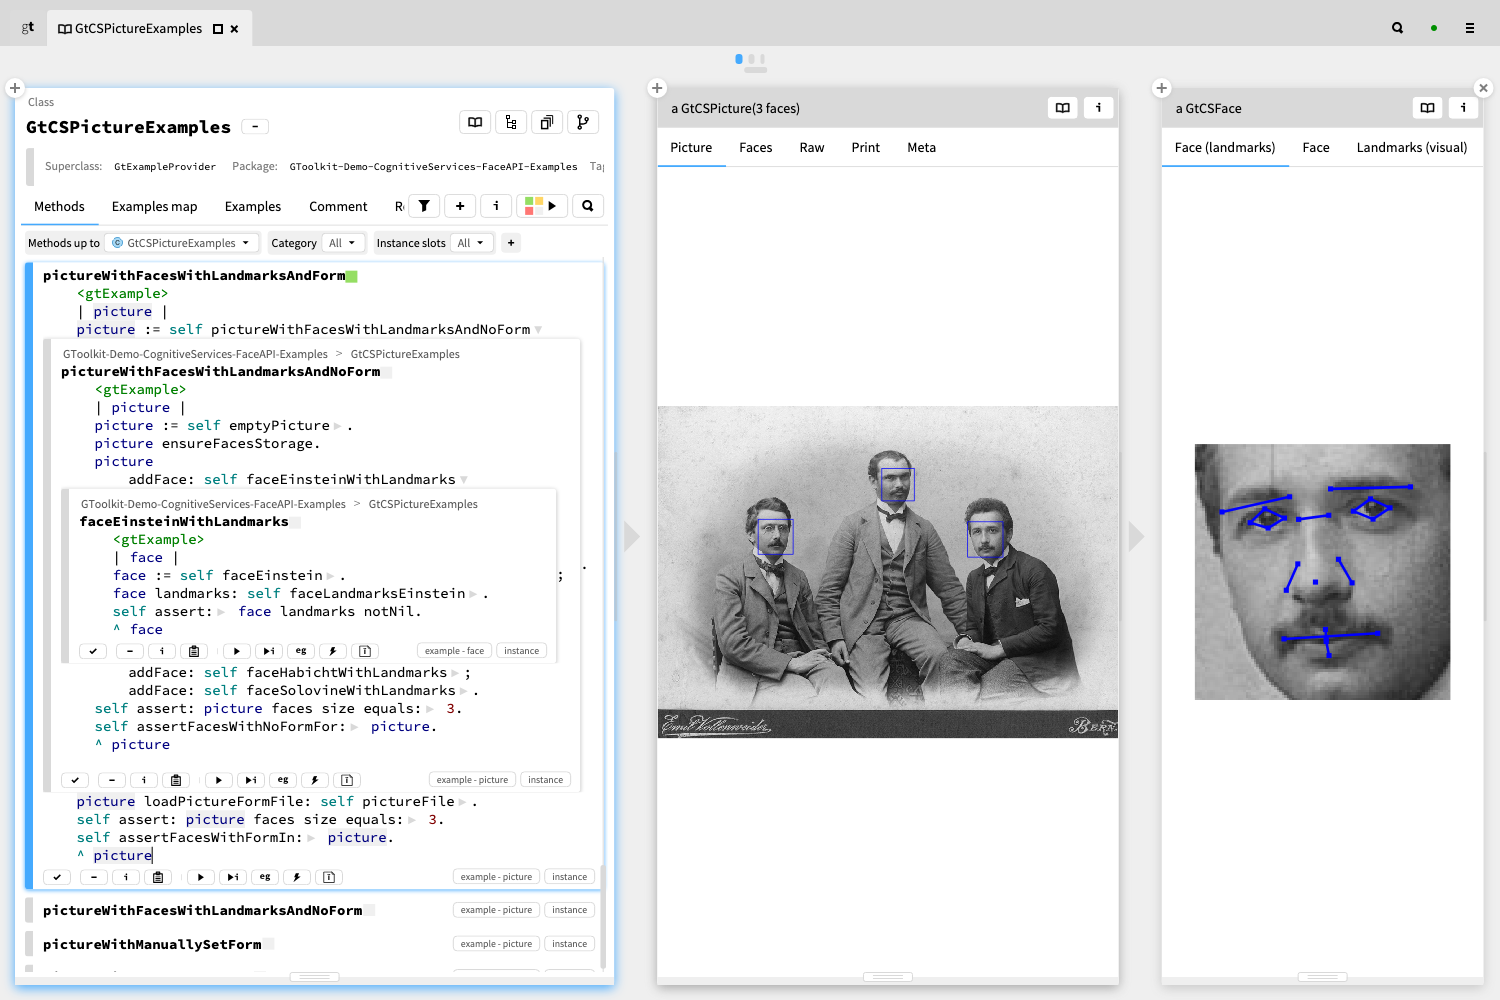 gt
GtCSPictureExamples
Class
GtCSPictureExamples
Superclass: GtExampleProvider Package: GToolkit-Demo-CognitiveServices-FaceAPI-Examples Tag
Methods Examples map Examples Comment R
Methods up to GtCSPictureExamples Category All Instance slots All +
pictureWithFacesWithLandmarksAndForm
<gtExample>
| picture |
picture := self pictureWithFacesWithLandmarksAndNoForm
GToolkit-Demo-CognitiveServices-FaceAPI-Examples > GtCSPictureExamples
pictureWithFacesWithLandmarksAndNoForm
<gtExample>
| picture |
picture := self emptyPicture .
picture ensureFacesStorage.
picture
addFace: self faceEinsteinWithLandmarks
GToolkit-Demo-CognitiveServices-FaceAPI-Examples > GtCSPictureExamples
faceEinsteinWithLandmarks
<gtExample>
| face |
face := self faceEinstein .
face landmarks: self faceLandmarksEinstein .
self assert: face landmarks notNil.
^ face
eg example - face instance
;
.
addFace: self faceHabichtWithLandmarks ;
addFace: self faceSolovineWithLandmarks .
self assert: picture faces size equals: 3.
self assertFacesWithNoFormFor: picture.
^ picture
eg example - picture instance
picture loadPictureFormFile: self pictureFile .
self assert: picture faces size equals: 3.
self assertFacesWithFormIn: picture.
^ picture
eg example - picture instance
pictureWithFacesWithLandmarksAndNoForm example - picture instance
pictureWithManuallySetForm example - picture instance
a GtCSPicture(3 faces)
Picture Faces Raw Print Meta
Emil Vollenweider BERN
a GtCSFace
Face (landmarks) Face Landmarks (visual)